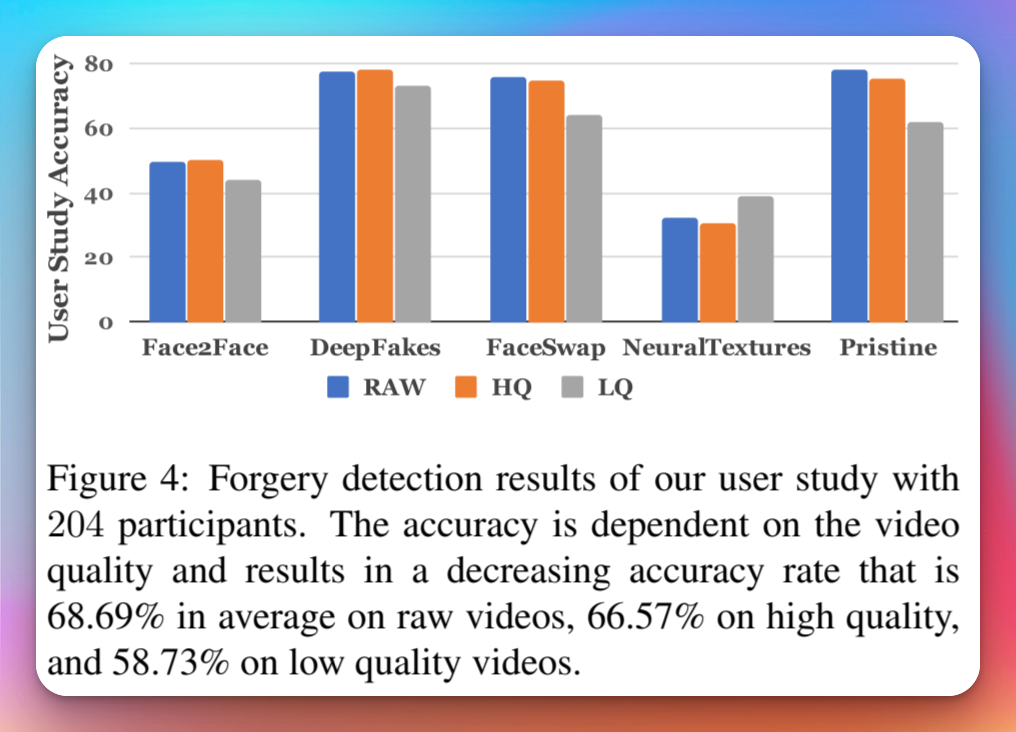 User Study Accuracy
80
60
40
20
0
Face2Face DeepFakes FaceSwap NeuralTextures Pristine
RAW HQ LQ
Figure 4: Forgery detection results of our user study with
204 participants. The accuracy is dependent on the video
quality and results in a decreasing accuracy rate that is
68.69% in average on raw videos, 66.57% on high quality,
and 58.73% on low quality videos.